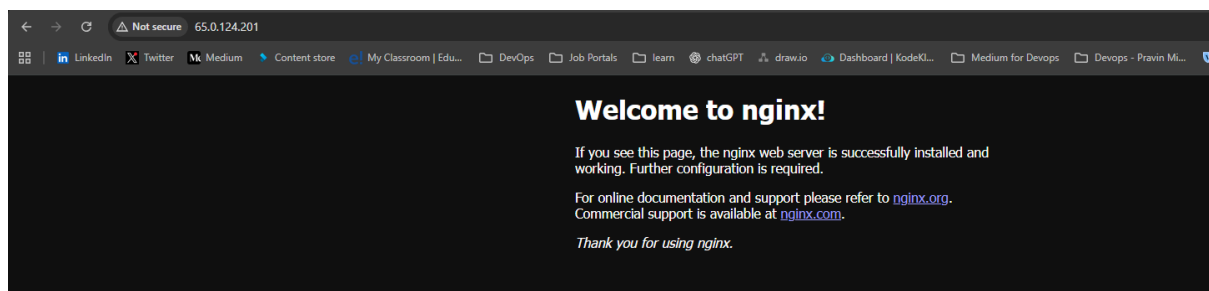 Not secure 65.0.124.201
LinkedIn Twitter Medium Content store My Classroom | Edu... DevOps Job Portals learn chatGPT draw.io Dashboard | KodeKl... Medium for Devops Devops - Pravin Mi...
Welcome to nginx!
If you see this page, the nginx web server is successfully installed and
working. Further configuration is required.
For online documentation and support please refer to nginx.org.
Commercial support is available at nginx.com.
Thank you for using nginx.